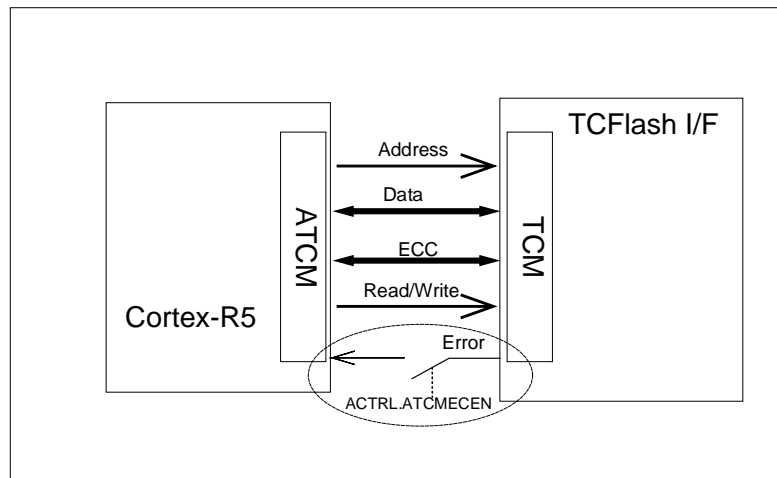 TCFlash I/F
Address
Data
ATCM
TCM
ECC
Read/Write
Cortex-R5
Error
ACTRL.ATCMECEN